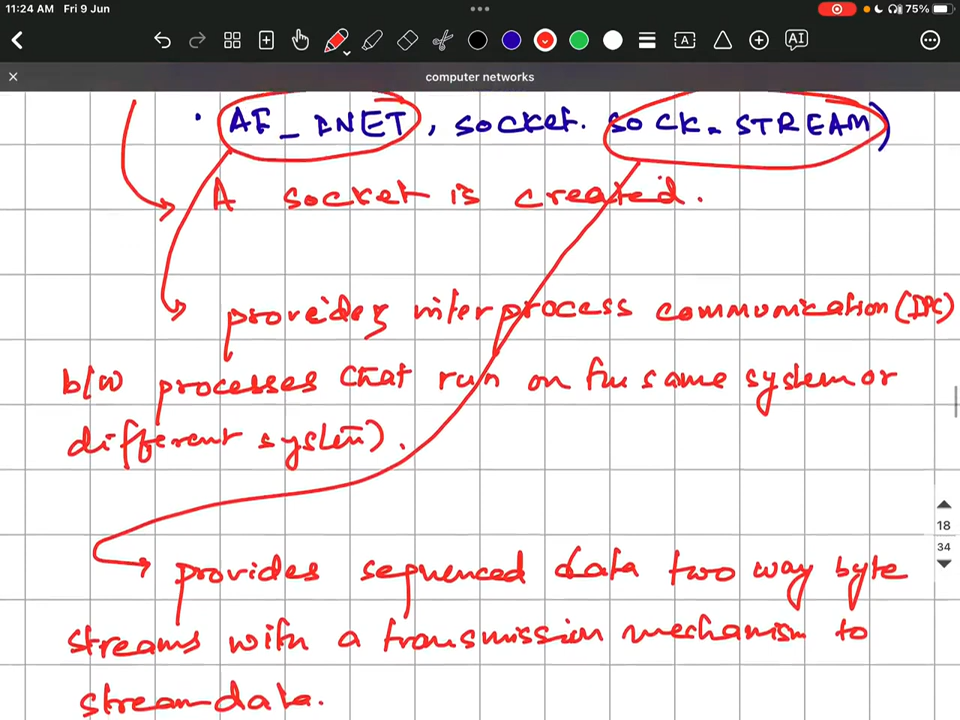 11:24 AM Fri 9 Jun
75%
computer networks
. AF_INET, socket. SOCK_STREAM)
A socket is created.
provides interprocess communication (IPC)
b/w processes that run on the same system or
different system).
18
34
provides sequenced data two way byte
streams with a transmission mechanism to
stream data.